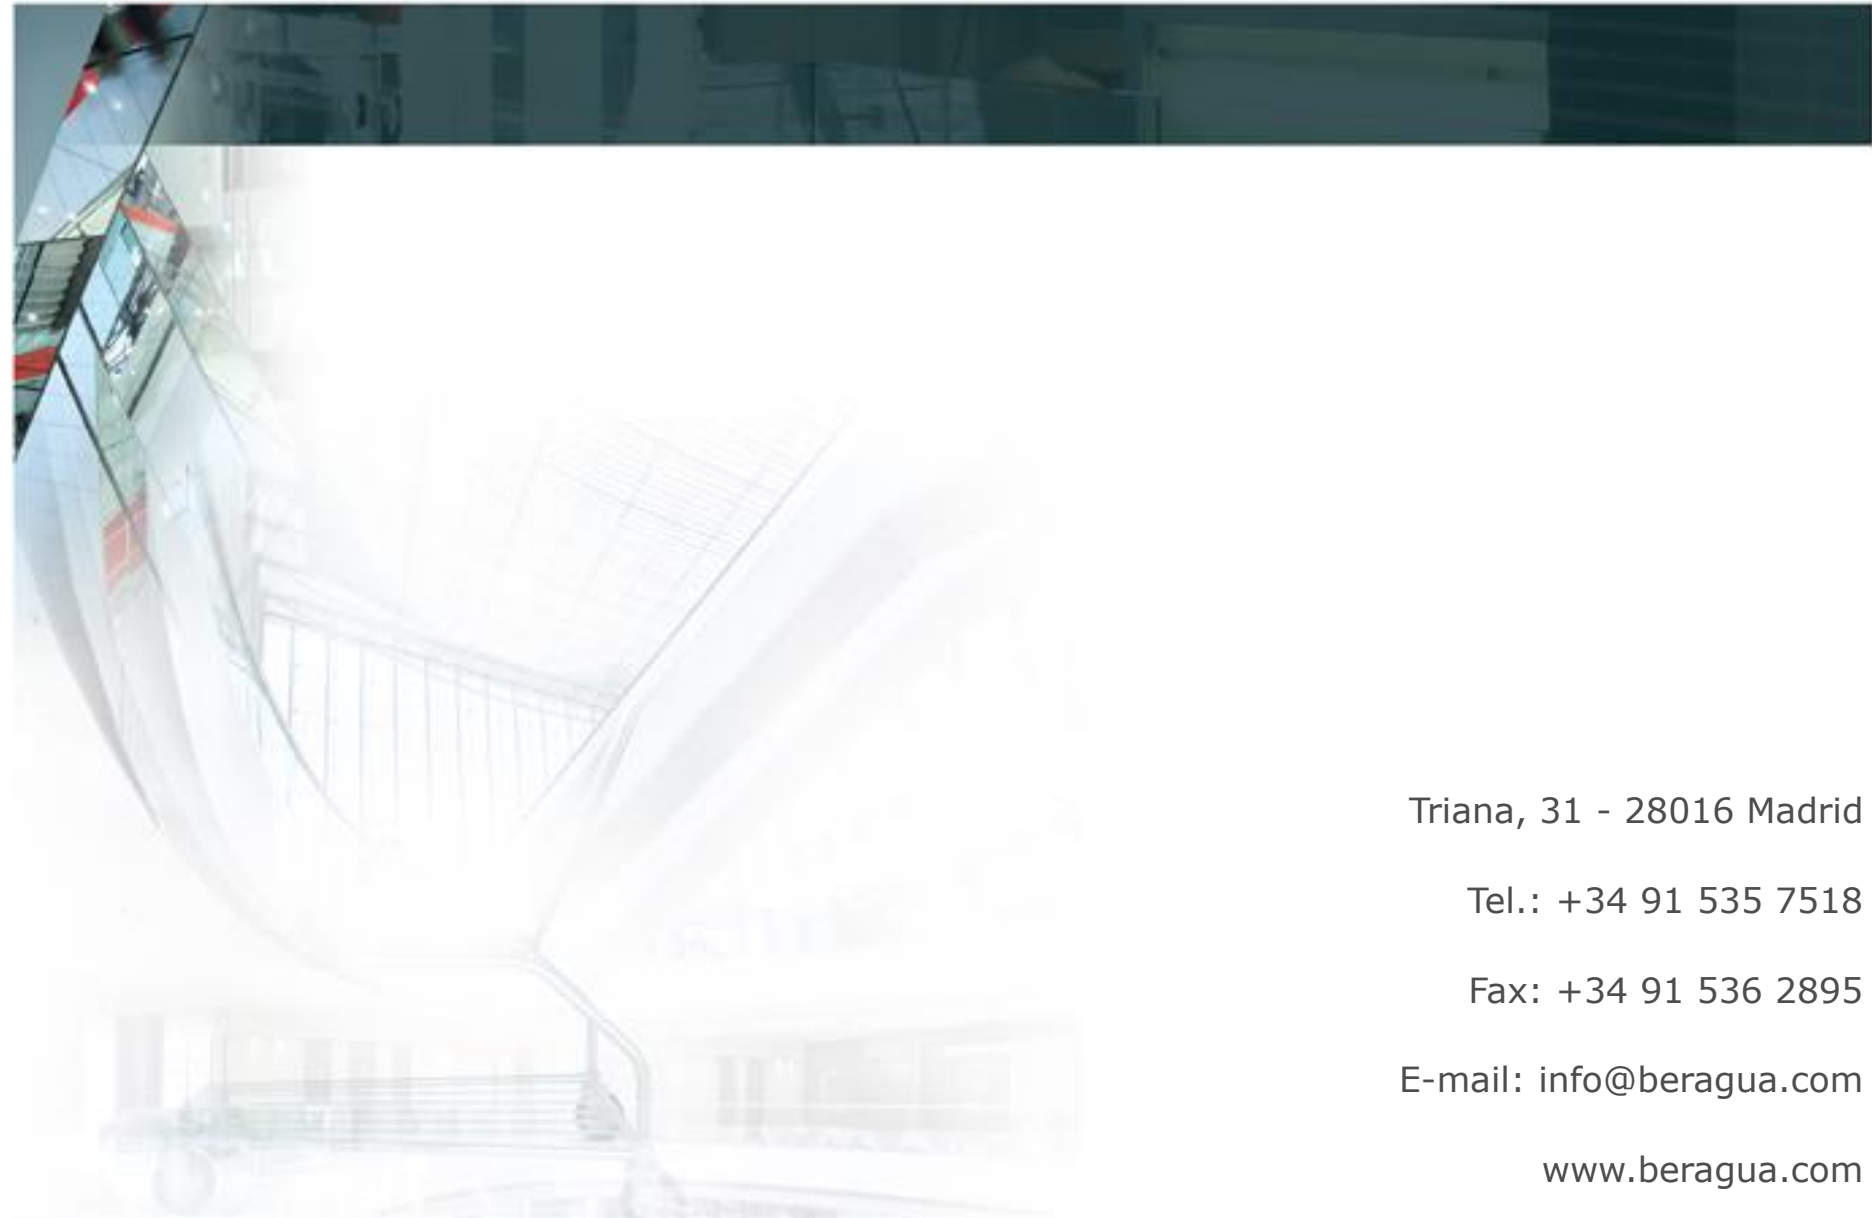 Triana, 31 - 28016 Madrid
Tel.: +34 91 535 7518
Fax: +34 91 536 2895
E-mail: info@beragua.com
www.beragua.com